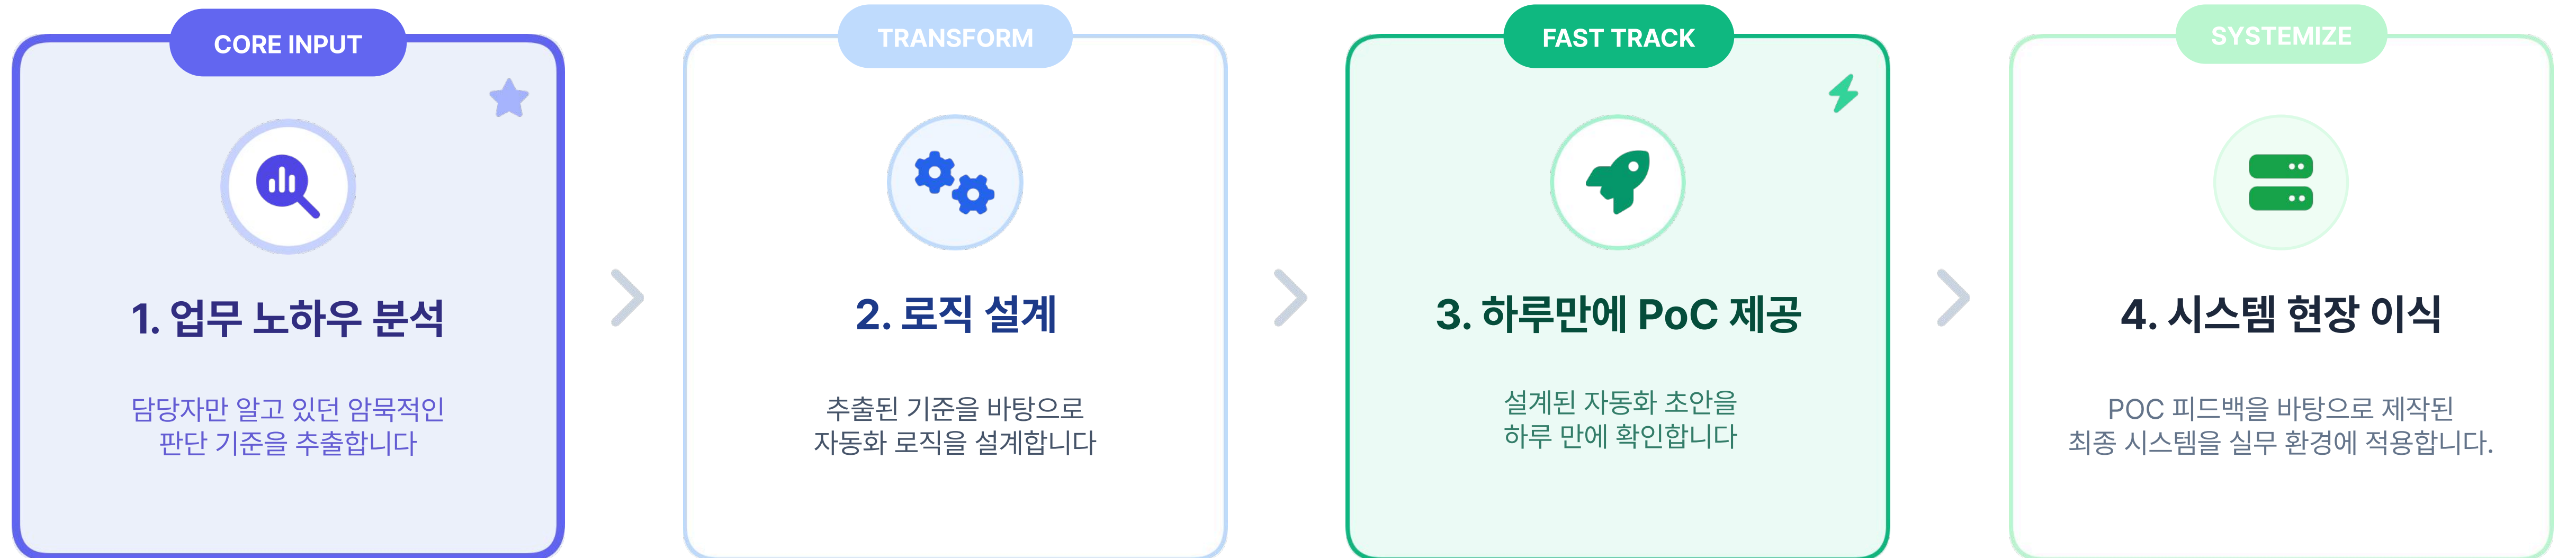 CORE INPUT
1. 업무 노하우 분석
담당자만 알고 있던 암묵적인
판단 기준을 추출합니다
TRANSFORM
2. 로직 설계
추출된 기준을 바탕으로
자동화 로직을 설계합니다
FAST TRACK
3. 하루만에 PoC 제공
설계된 자동화 초안을
하루 만에 확인합니다
SYSTEMIZE
4. 시스템 현장 이식
POC 피드백을 바탕으로 제작된
최종 시스템을 실무 환경에 적용합니다.